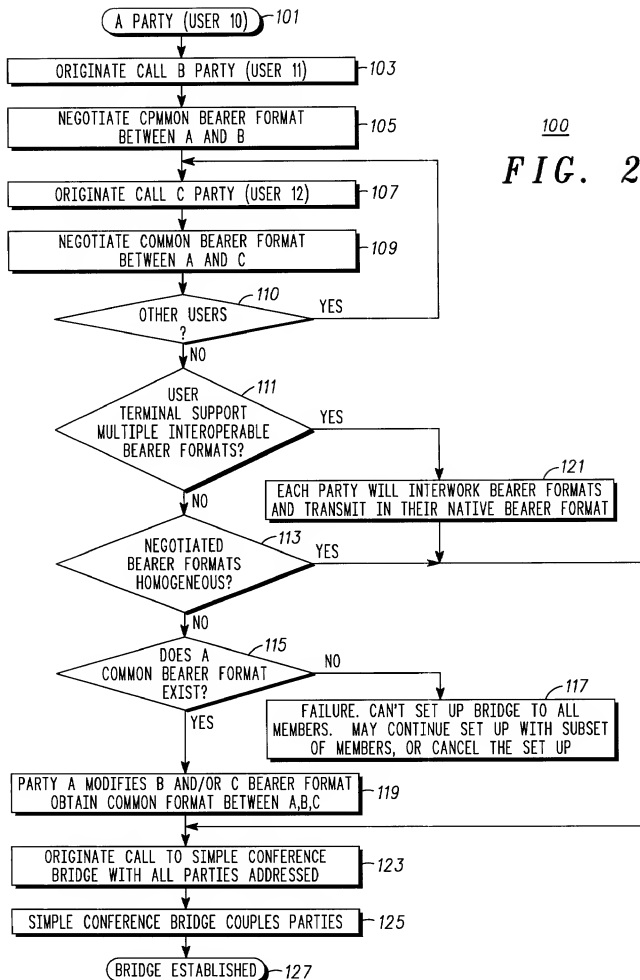 A PARTY (USER 10)
101
ORIGINATE CALL B PARTY (USER 11)
103
NEGOTIATE CPMMON BEARER FORMAT
BETWEEN A AND B
105
100
FIG. 2
ORIGINATE CALL C PARTY (USER 12)
107
NEGOTIATE COMMON BEARER FORMAT
BETWEEN A AND C
109
110
OTHER USERS
?
YES
NO
111
USER
TERMINAL SUPPORT
MULTIPLE INTEROPERABLE
BEARER FORMATS?
YES
NO
121
EACH PARTY WILL INTERWORK BEARER FORMATS
AND TRANSMIT IN THEIR NATIVE BEARER FORMAT
113
NEGOTIATED
BEARER FORMATS
HOMOGENEOUS?
YES
NO
115
DOES A
COMMON BEARER FORMAT
EXIST?
NO
YES
117
FAILURE. CAN'T SET UP BRIDGE TO ALL
MEMBERS. MAY CONTINUE SET UP WITH SUBSET
OF MEMBERS, OR CANCEL THE SET UP
PARTY A MODIFIES B AND/OR C BEARER FORMAT
OBTAIN COMMON FORMAT BETWEEN A,B,C
119
ORIGINATE CALL TO SIMPLE CONFERENCE
BRIDGE WITH ALL PARTIES ADDRESSED
123
SIMPLE CONFERENCE BRIDGE COUPLES PARTIES
125
BRIDGE ESTABLISHED
127